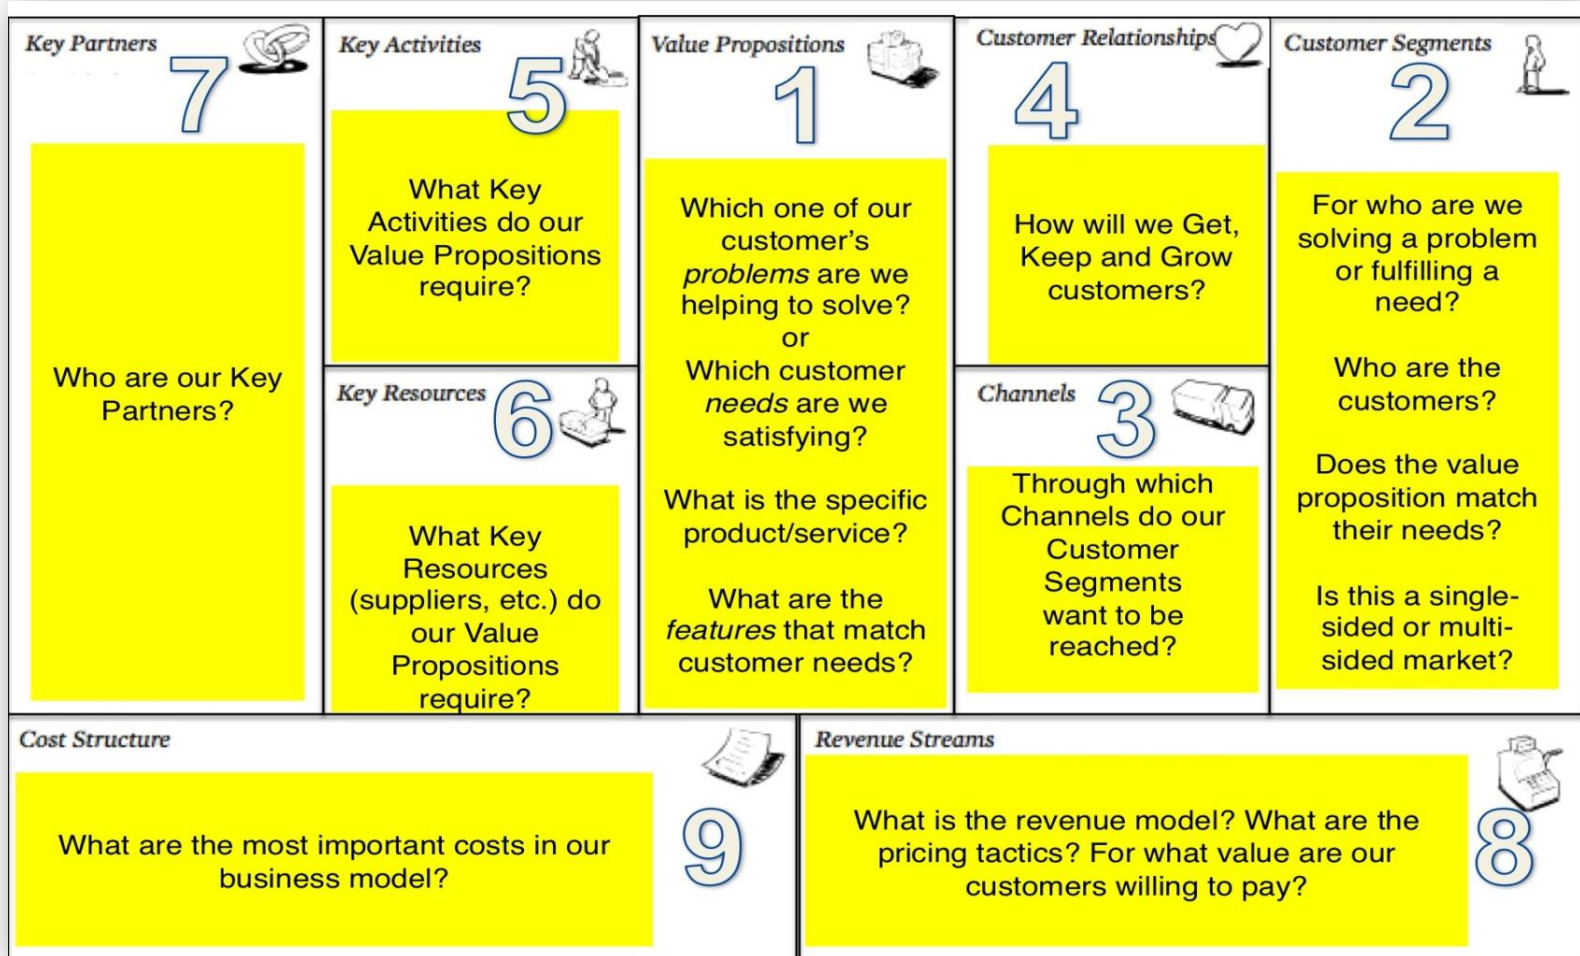 Key Partners
7
Who are our Key
Partners?
Key Activities
5
What Key
Activities do our
Value Propositions
require?
Key Resources
6
What Key
Resources
(suppliers, etc.) do
our Value
Propositions
require?
Value Propositions
1
Which one of our
customer’s
problems are we
helping to solve?
or
Which customer
needs are we
satisfying?
What is the specific
product/service?
What are the
features that match
customer needs?
Customer Relationships
4
How will we Get,
Keep and Grow
customers?
Channels
3
Through which
Channels do our
Customer
Segments
want to be
reached?
Customer Segments
2
For who are we
solving a problem
or fulfilling a
need?
Who are the
customers?
Does the value
proposition match
their needs?
Is this a single-
sided or multi-
sided market?
Cost Structure
9
What are the most important costs in our
business model?
Revenue Streams
8
What is the revenue model? What are the
pricing tactics? For what value are our
customers willing to pay?